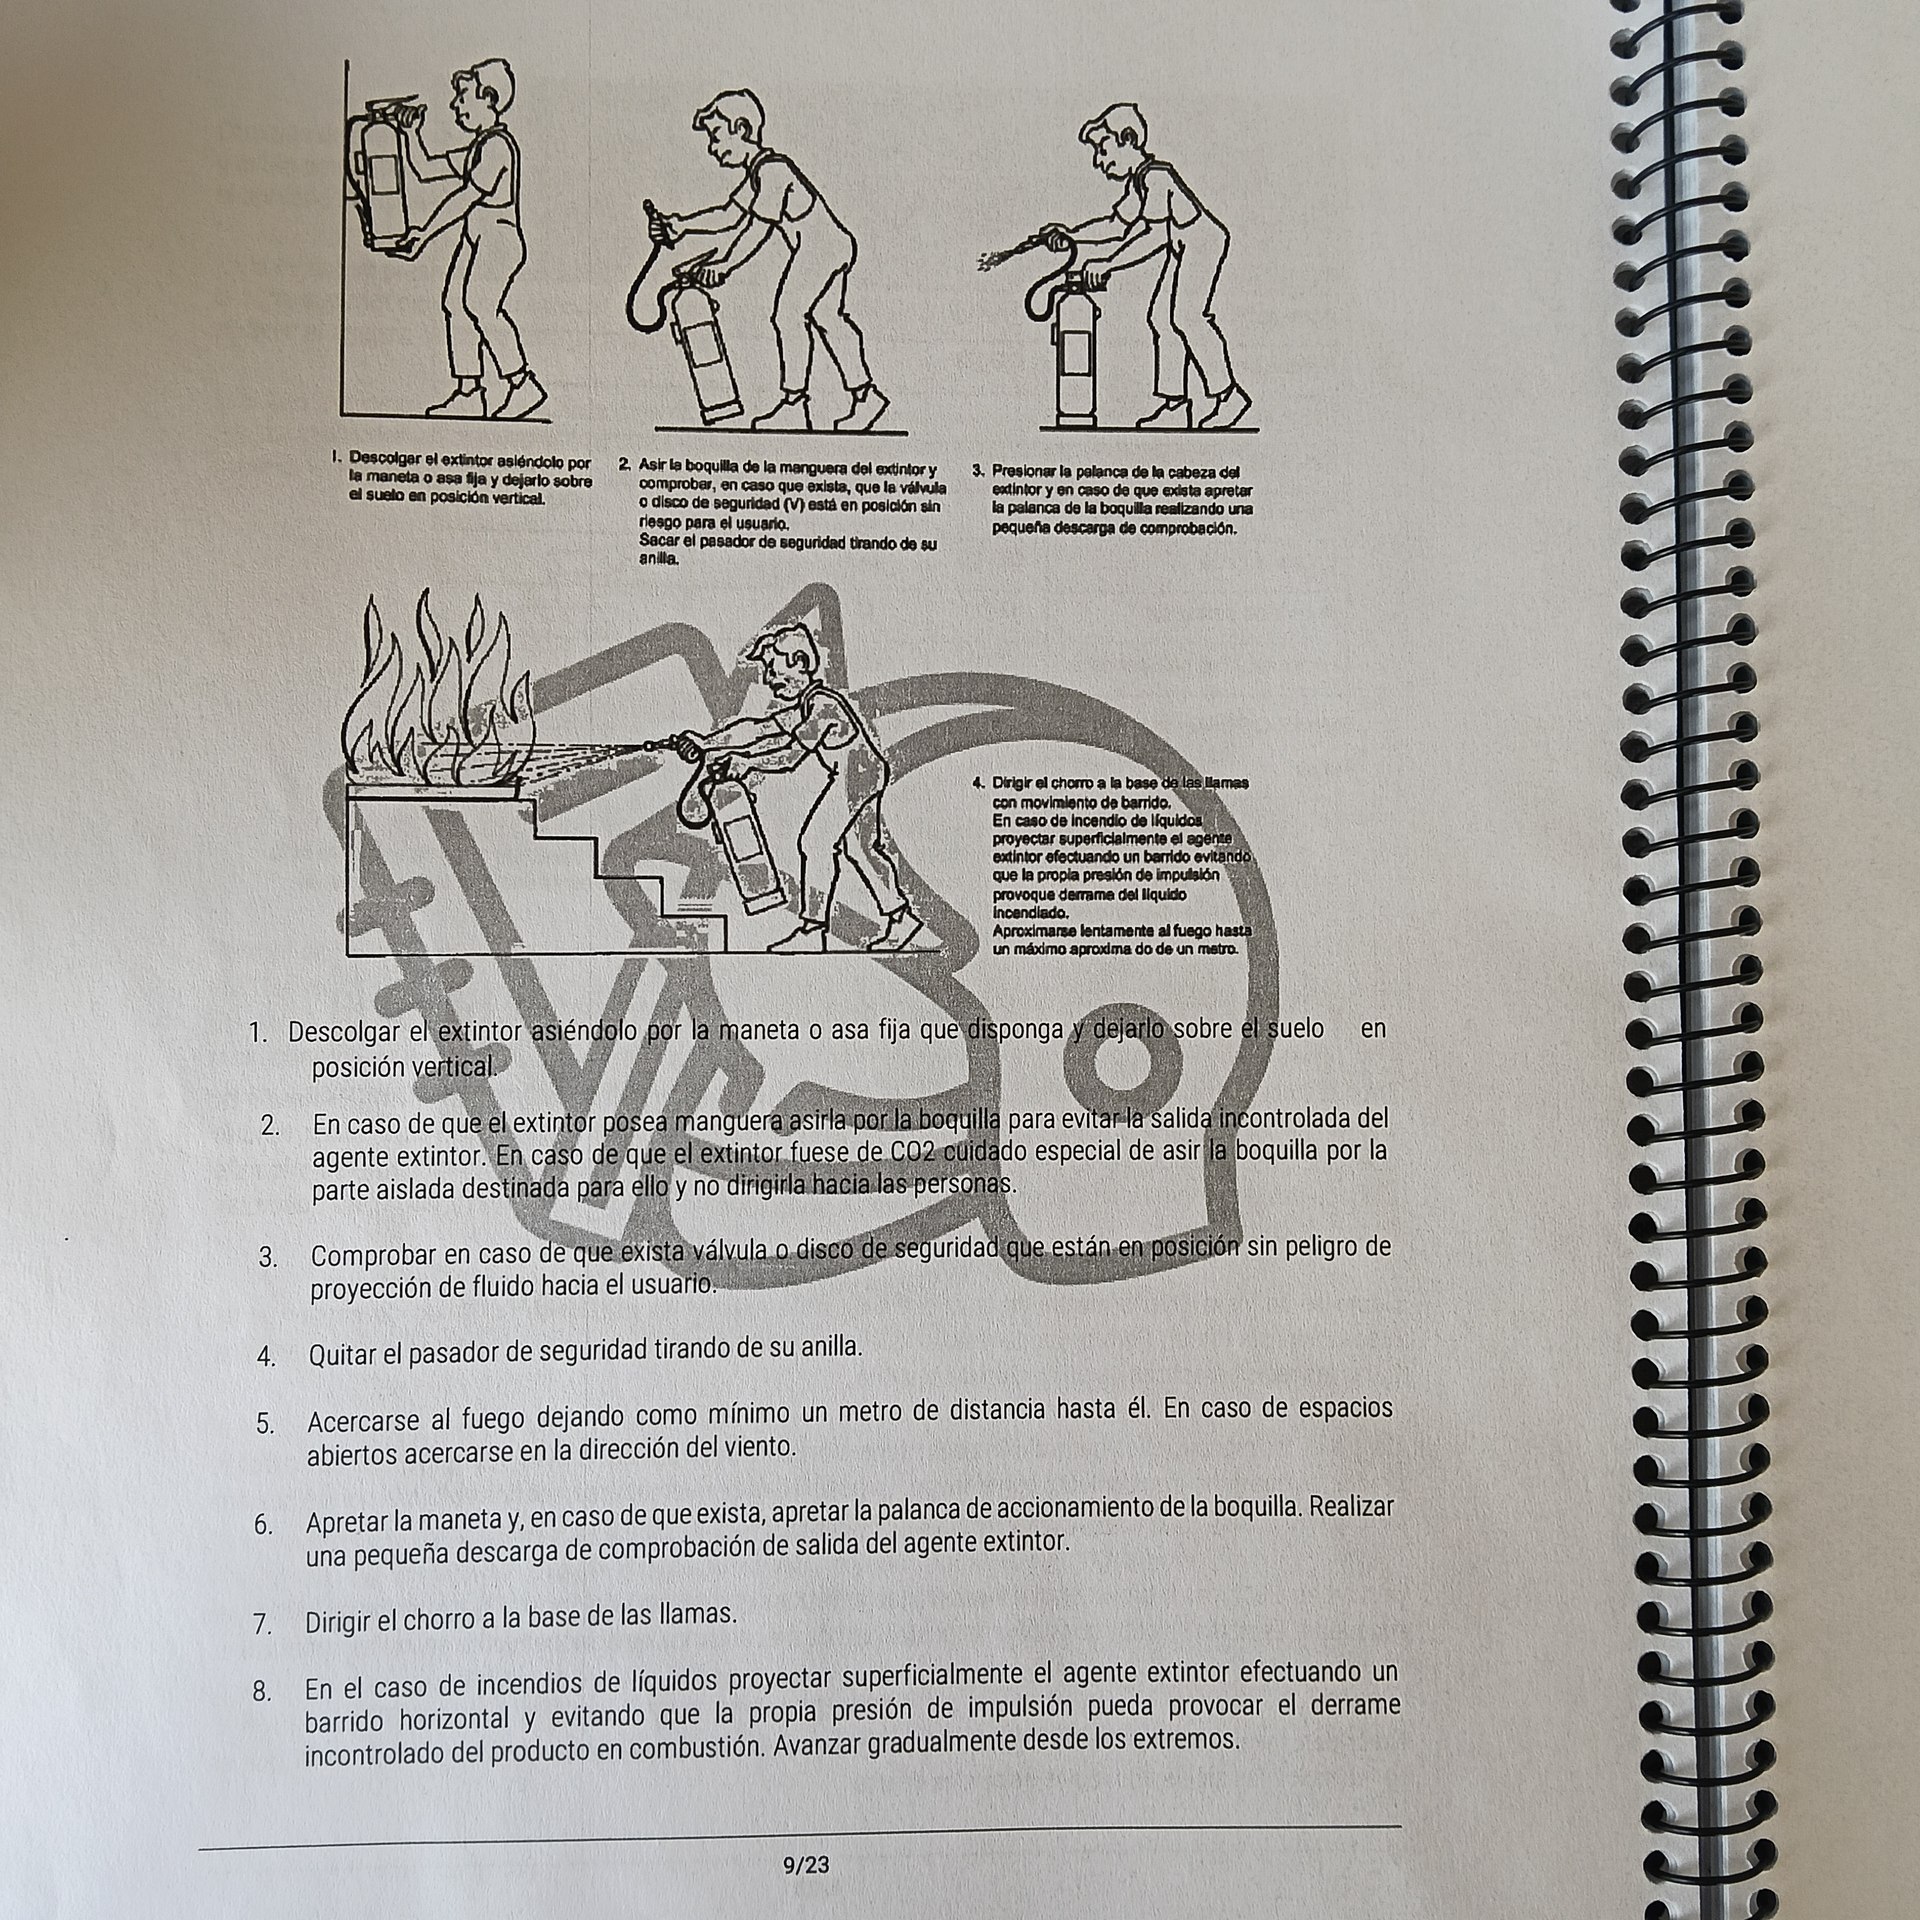 1. Descolgar el extintor asiéndolo por
la maneta o asa fija y dejarlo sobre
el suelo en posición vertical.
2. Asir la boquilla de la manguera del extintor y
comprobar, en caso que exista, que la válvula
o disco de seguridad (V) está en posición sin
riesgo para el usuario.
Sacar el pasador de seguridad tirando de su
anilla.
3. Presionar la palanca de la cabeza del
extintor y en caso de que exista apretar
la palanca de la boquilla realizando una
pequeña descarga de comprobación.
4. Dirigir el chorro a la base de las llamas
con movimiento de barrido.
En caso de incendio de líquidos
proyectar superficialmente el agente
extintor efectuando un barrido evitando
que la propia presión de impulsión
provoque derrame del líquido
incendiado.
Aproximarse lentamente al fuego hasta
un máximo aproxima do de un metro.
1. Descolgar el extintor asiéndolo por la maneta o asa fija que disponga y dejarlo sobre el suelo en
posición vertical.
2. En caso de que el extintor posea manguera asirla por la boquilla para evitar la salida incontrolada del
agente extintor. En caso de que el extintor fuese de CO2 cuidado especial de asir la boquilla por la
parte aislada destinada para ello y no dirigirla hacia las personas.
3. Comprobar en caso de que exista válvula o disco de seguridad que están en posición sin peligro de
proyección de fluido hacia el usuario.
4. Quitar el pasador de seguridad tirando de su anilla.
5. Acercarse al fuego dejando como mínimo un metro de distancia hasta él. En caso de espacios
abiertos acercarse en la dirección del viento.
6. Apretar la maneta y, en caso de que exista, apretar la palanca de accionamiento de la boquilla. Realizar
una pequeña descarga de comprobación de salida del agente extintor.
7. Dirigir el chorro a la base de las llamas.
8. En el caso de incendios de líquidos proyectar superficialmente el agente extintor efectuando un
barrido horizontal y evitando que la propia presión de impulsión pueda provocar el derrame
incontrolado del producto en combustión. Avanzar gradualmente desde los extremos.
9/23